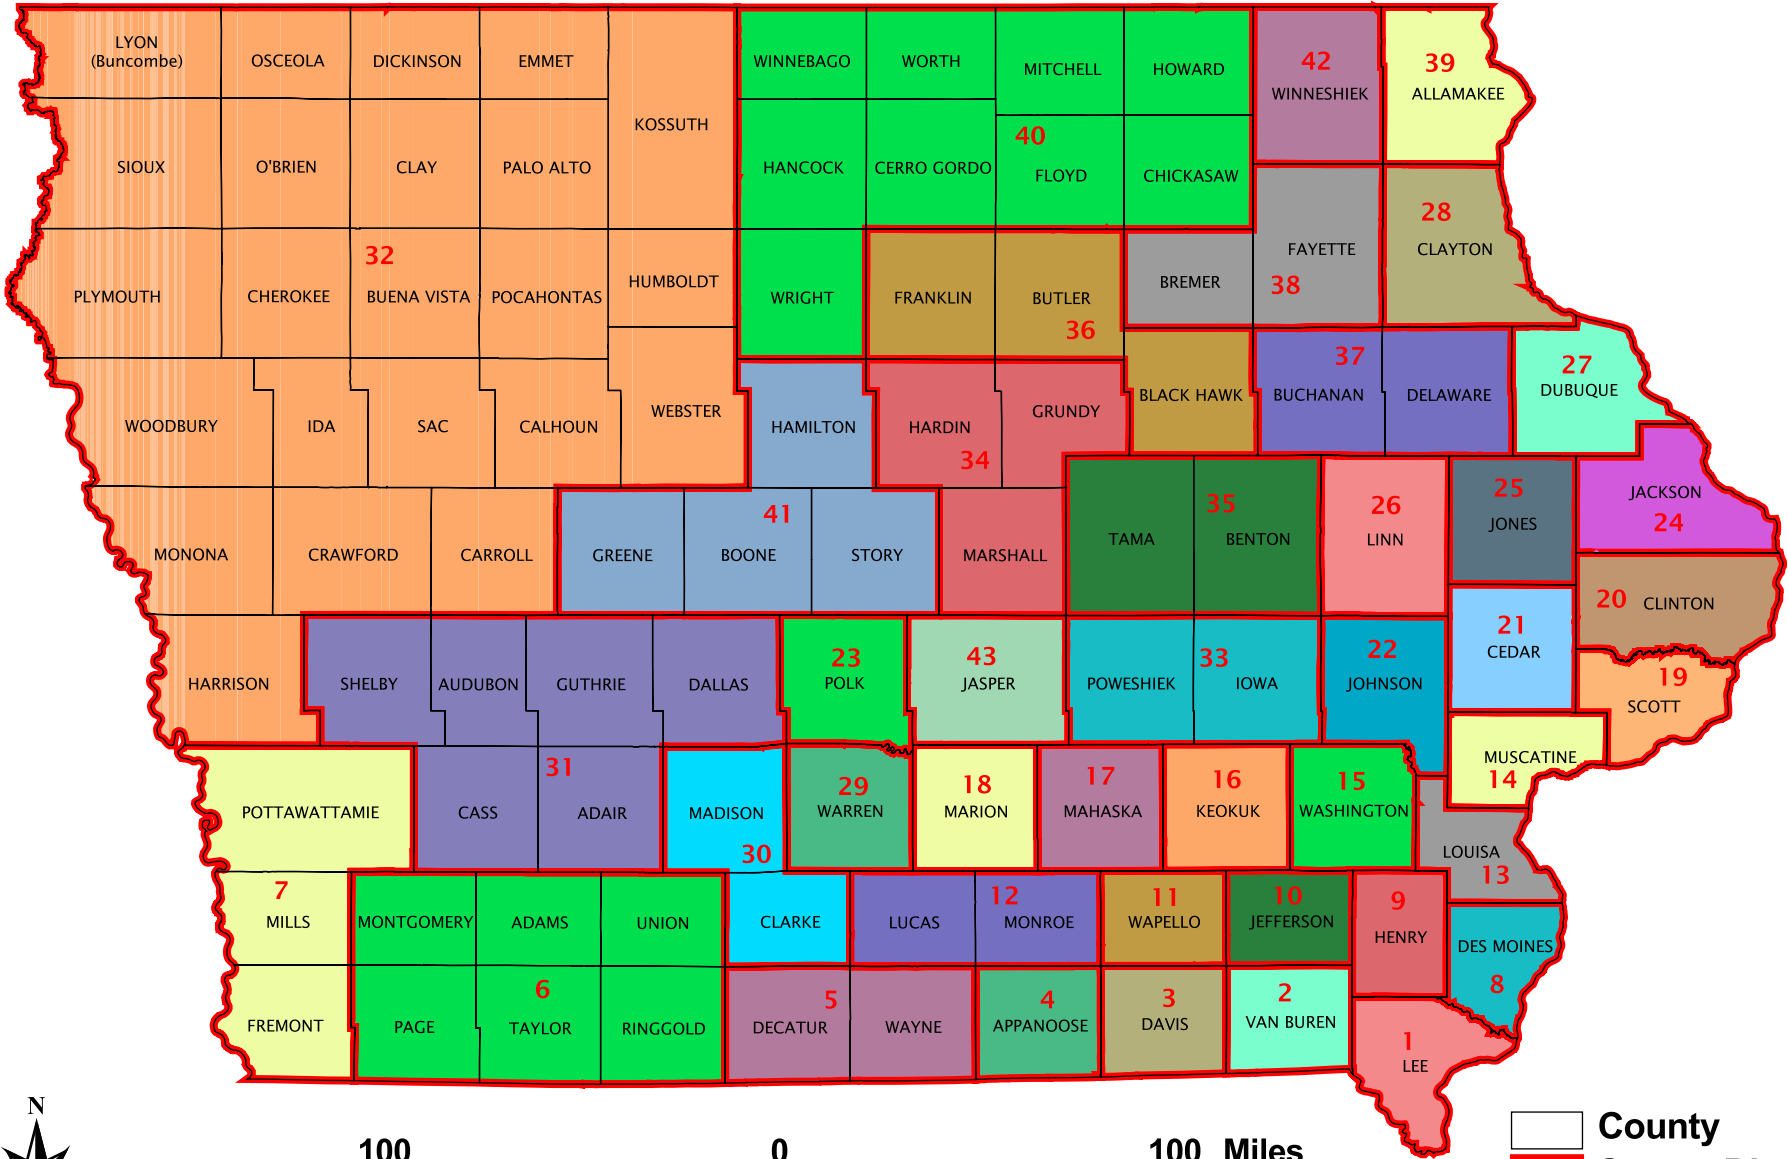 LYON
(Buncombe)
OSCEOLA
DICKINSON
EMMET
KOSSUTH
WINNEBAGO
WORTH
MITCHELL
HOWARD
42
WINNESHIEK
39
ALLAMAKEE
SIOUX
O'BRIEN
CLAY
PALO ALTO
HANCOCK
CERRO GORDO
40
FLOYD
CHICKASAW
FAYETTE
38
28
CLAYTON
PLYMOUTH
CHEROKEE
32
BUENA VISTA
POCAHONTAS
HUMBOLDT
WRIGHT
FRANKLIN
BUTLER
36
BREMER
WOODBURY
IDA
SAC
CALHOUN
WEBSTER
HAMILTON
HARDIN
34
GRUNDY
BLACK HAWK
37
BUCHANAN
DELAWARE
27
DUBUQUE
MONONA
CRAWFORD
CARROLL
GREENE
41
BOONE
STORY
MARSHALL
TAMA
35
BENTON
26
LINN
25
JONES
JACKSON
24
20
CLINTON
HARRISON
SHELBY
AUDUBON
GUTHRIE
DALLAS
23
POLK
43
JASPER
POWESHIEK
33
IOWA
22
JOHNSON
21
CEDAR
19
SCOTT
POTTAWATTAMIE
CASS
31
ADAIR
MADISON
30
29
WARREN
18
MARION
17
MAHASKA
16
KEOKUK
15
WASHINGTON
MUSCATINE
14
LOUISA
13
7
MILLS
MONTGOMERY
ADAMS
UNION
CLARKE
LUCAS
12
MONROE
11
WAPELLO
10
JEFFERSON
9
HENRY
DES MOINES
8
FREMONT
PAGE
6
TAYLOR
RINGGOLD
5
DECATUR
WAYNE
4
APPANOOSE
3
DAVIS
2
VAN BUREN
1
LEE
N
100 0 100 Miles
County